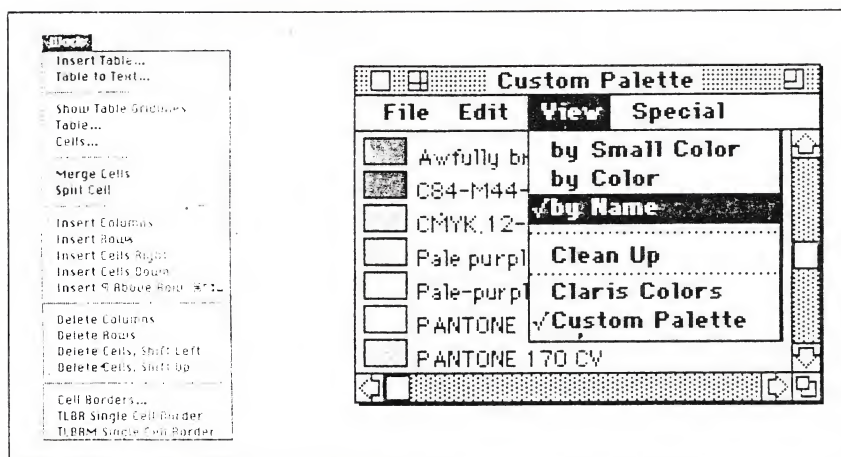 Insert Table...
Table to Text...
Show Table Gridlines
Table...
Cells...
Merge Cells
Split Cell
Insert Columns
Insert Rows
Insert Cells Right
Insert Cells Down
Insert ¶ Above Row
Delete Columns
Delete Rows
Delete Cells, Shift Left
Delete Cells, Shift Up
Cell Borders...
TLBR Single Cell Border
TLBRM Single Cell Border
Custom Palette
File Edit View Special
Awfully br
C84-M44-
CMYK.12-
Pale purpl
Pale-purpl
PANTONE
PANTONE 170 CV
by Small Color
by Color
√by Name
Clean Up
Claris Colors
√Custom Palette